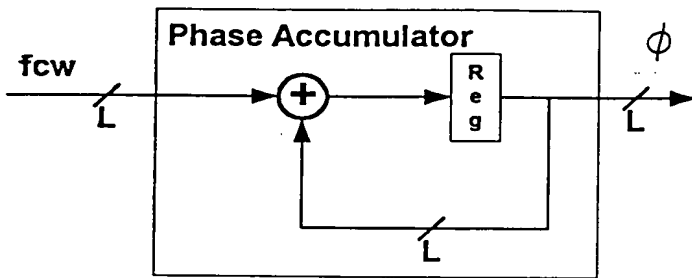 Phase Accumulator
fcw
L
+
R
e
g
ϕ
L
L